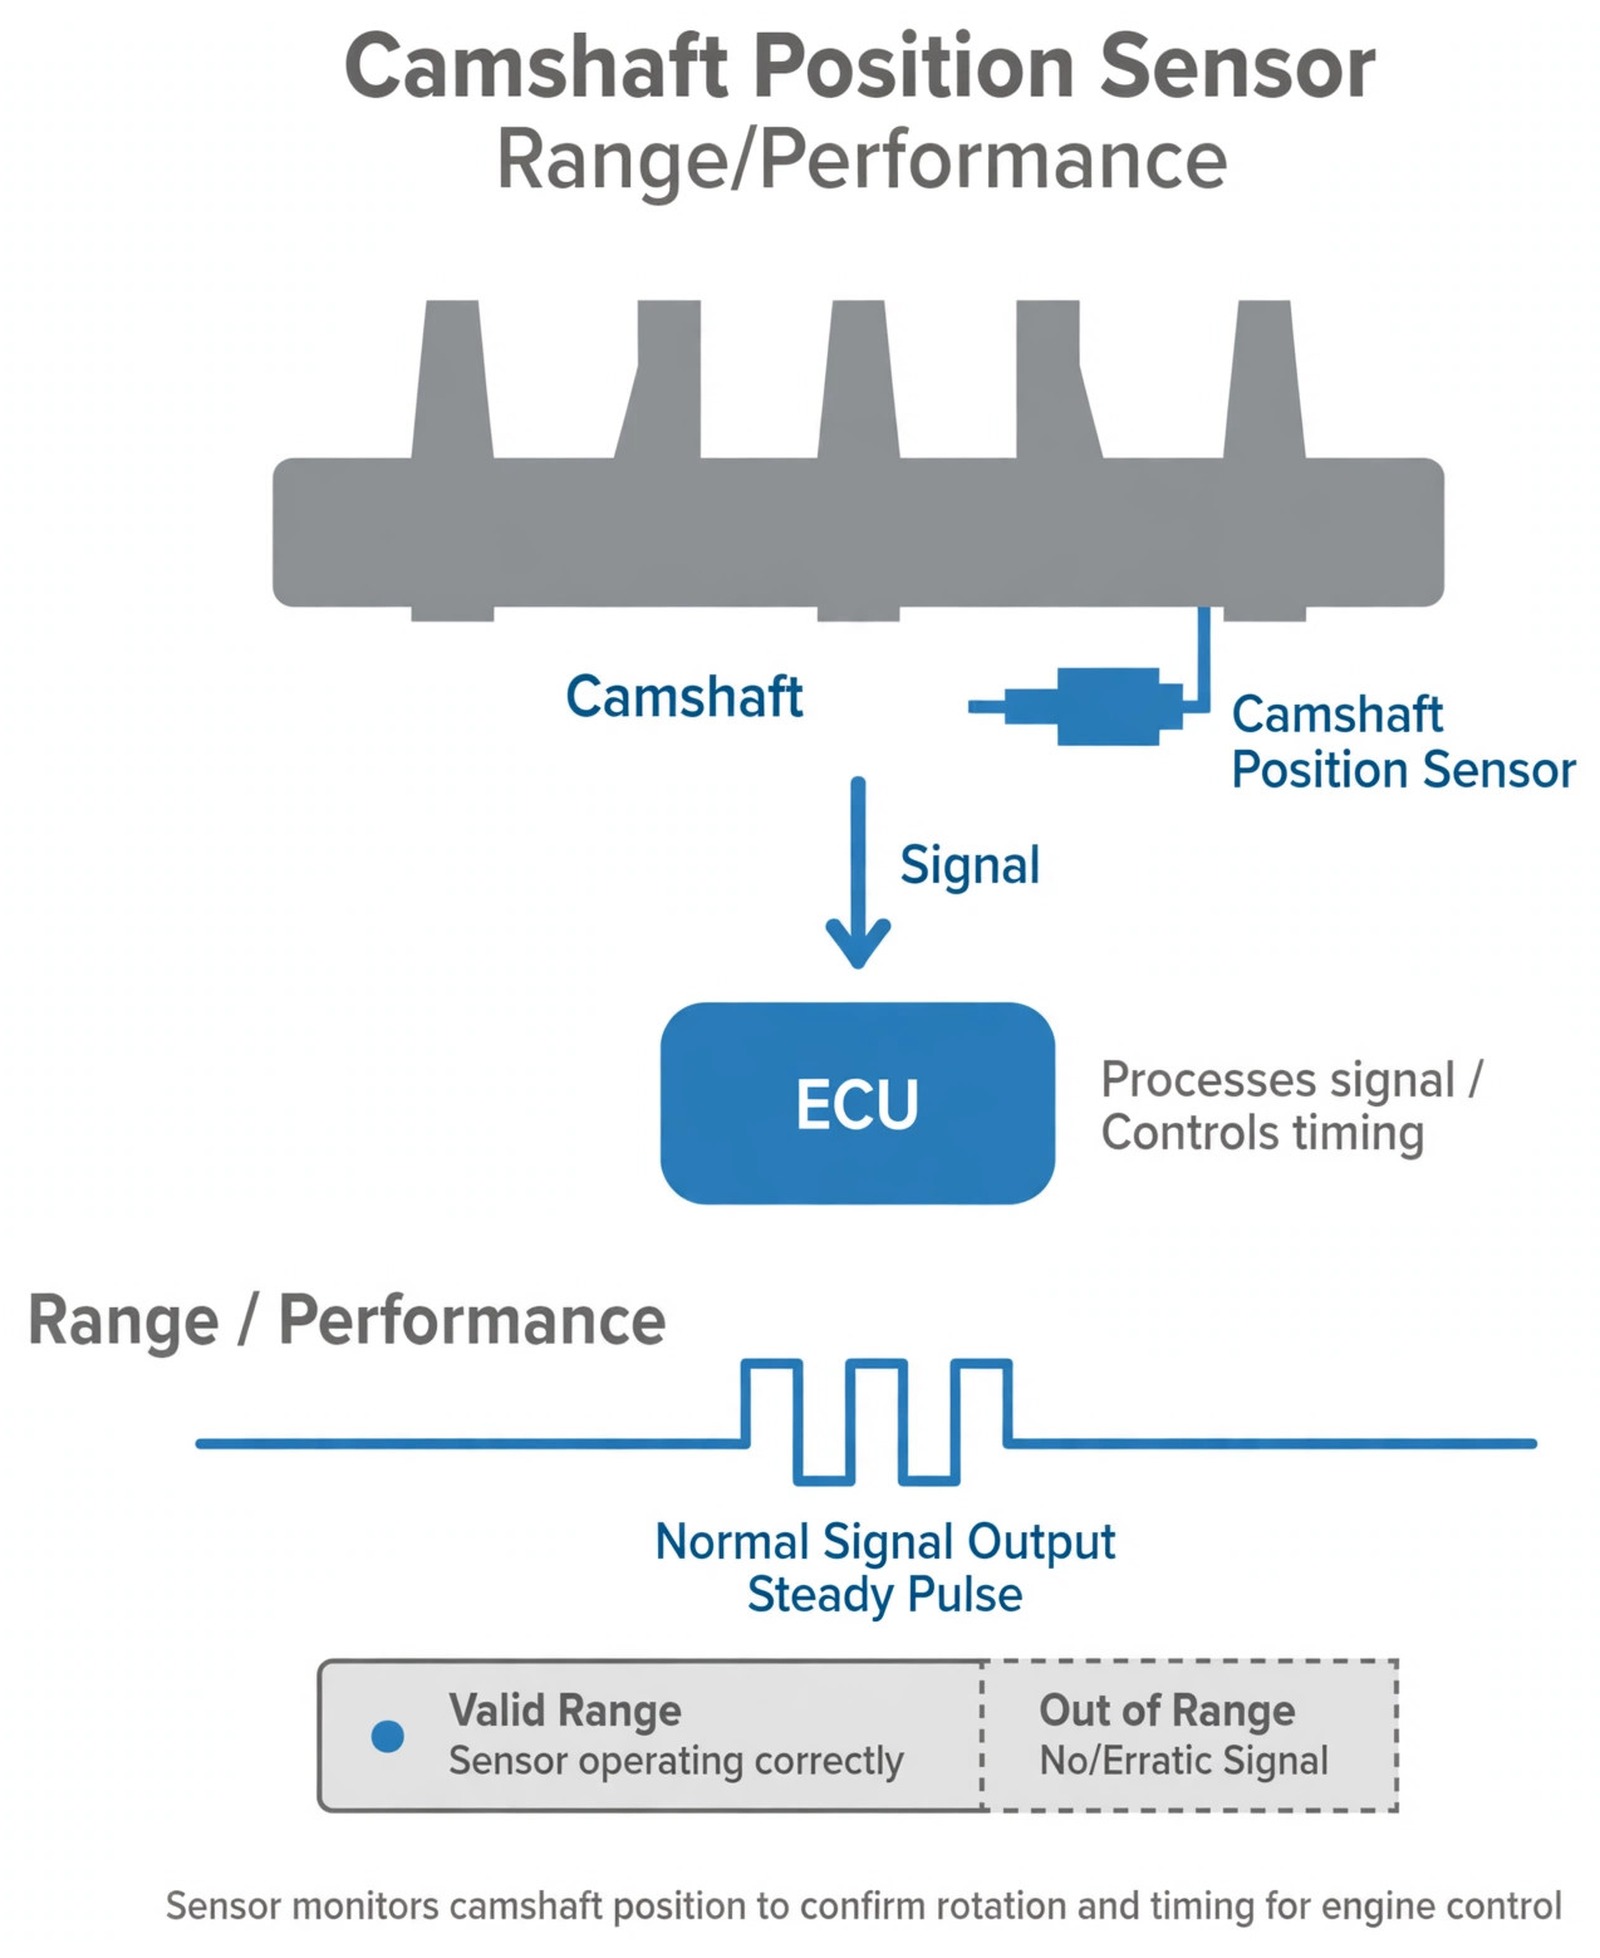 Camshaft Position Sensor
Range/Performance
Camshaft
Camshaft
Position Sensor
Signal
ECU
Processes signal /
Controls timing
Range / Performance
Normal Signal Output
Steady Pulse
Valid Range
Sensor operating correctly
Out of Range
No/Erratic Signal
Sensor monitors camshaft position to confirm rotation and timing for engine control